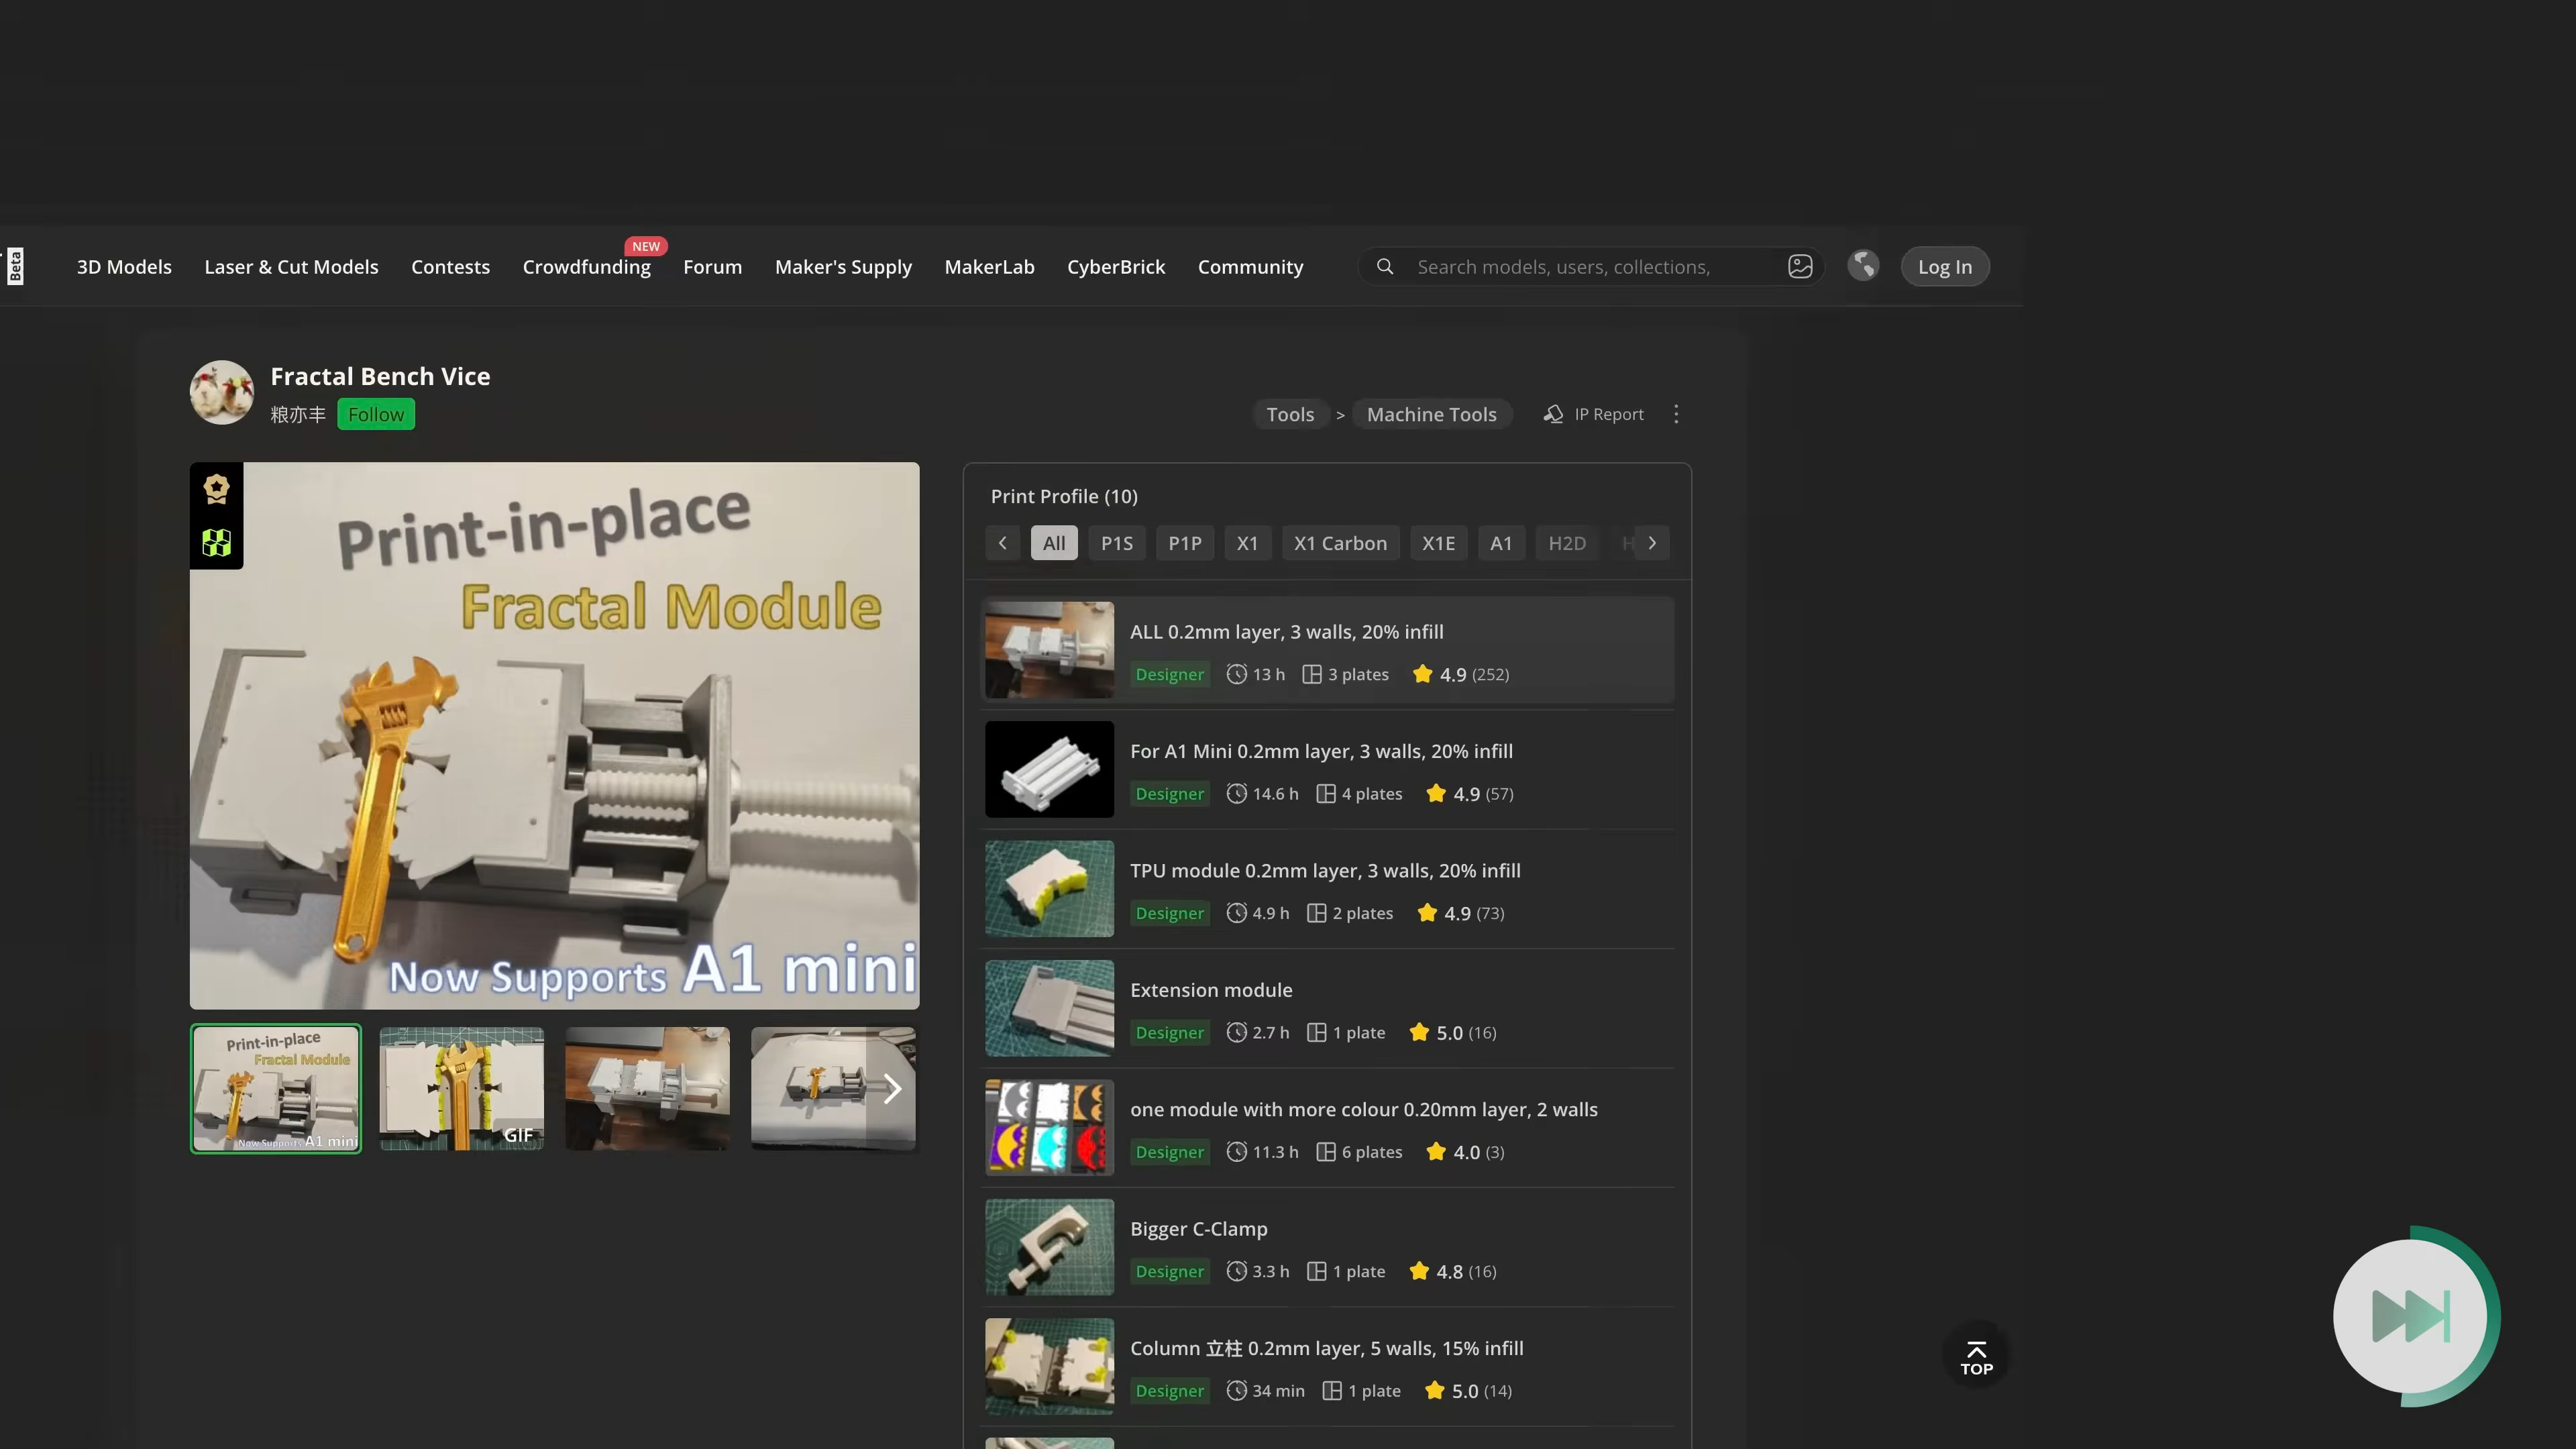 Beta
3D Models
Laser & Cut Models
Contests
Crowdfunding
NEW
Forum
Maker's Supply
MakerLab
CyberBrick
Community
Search models, users, collections,
Log In
Fractal Bench Vice
粮亦丰
Follow
Tools > Machine Tools
IP Report
Print-in-place
Fractal Module
Now Supports A1 mini
Print-in-place
Fractal Module
Now Supports A1 mini
GIF
Print Profile (10)
All
P1S
P1P
X1
X1 Carbon
X1E
A1
H2D
ALL 0.2mm layer, 3 walls, 20% infill
Designer 13 h 3 plates 4.9 (252)
For A1 Mini 0.2mm layer, 3 walls, 20% infill
Designer 14.6 h 4 plates 4.9 (57)
TPU module 0.2mm layer, 3 walls, 20% infill
Designer 4.9 h 2 plates 4.9 (73)
Extension module
Designer 2.7 h 1 plate 5.0 (16)
one module with more colour 0.20mm layer, 2 walls
Designer 11.3 h 6 plates 4.0 (3)
Bigger C-Clamp
Designer 3.3 h 1 plate 4.8 (16)
Column 立柱 0.2mm layer, 5 walls, 15% infill
Designer 34 min 1 plate 5.0 (14)
TOP